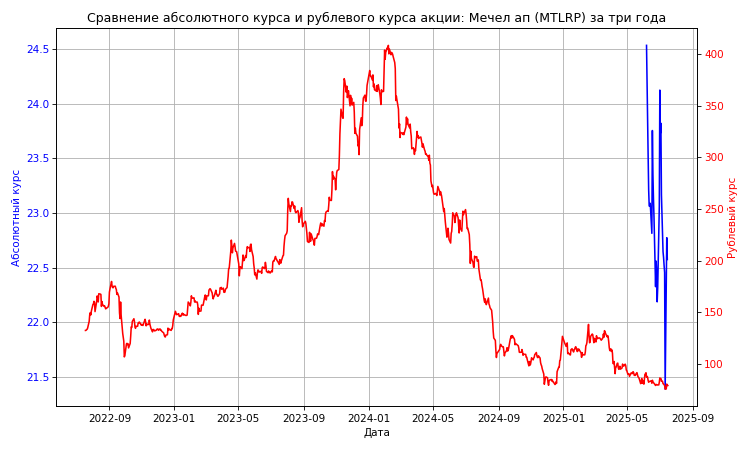 Сравнение абсолютного курса и рублевого курса акции: Мечел ап (MTLRP) за три года
24.5
24.0
23.5
23.0
22.5
22.0
21.5
Абсолютный курс
400
350
300
250
200
150
100
Рублевый курс
2022-09 2023-01 2023-05 2023-09 2024-01 2024-05 2024-09 2025-01 2025-05 2025-09
Дата